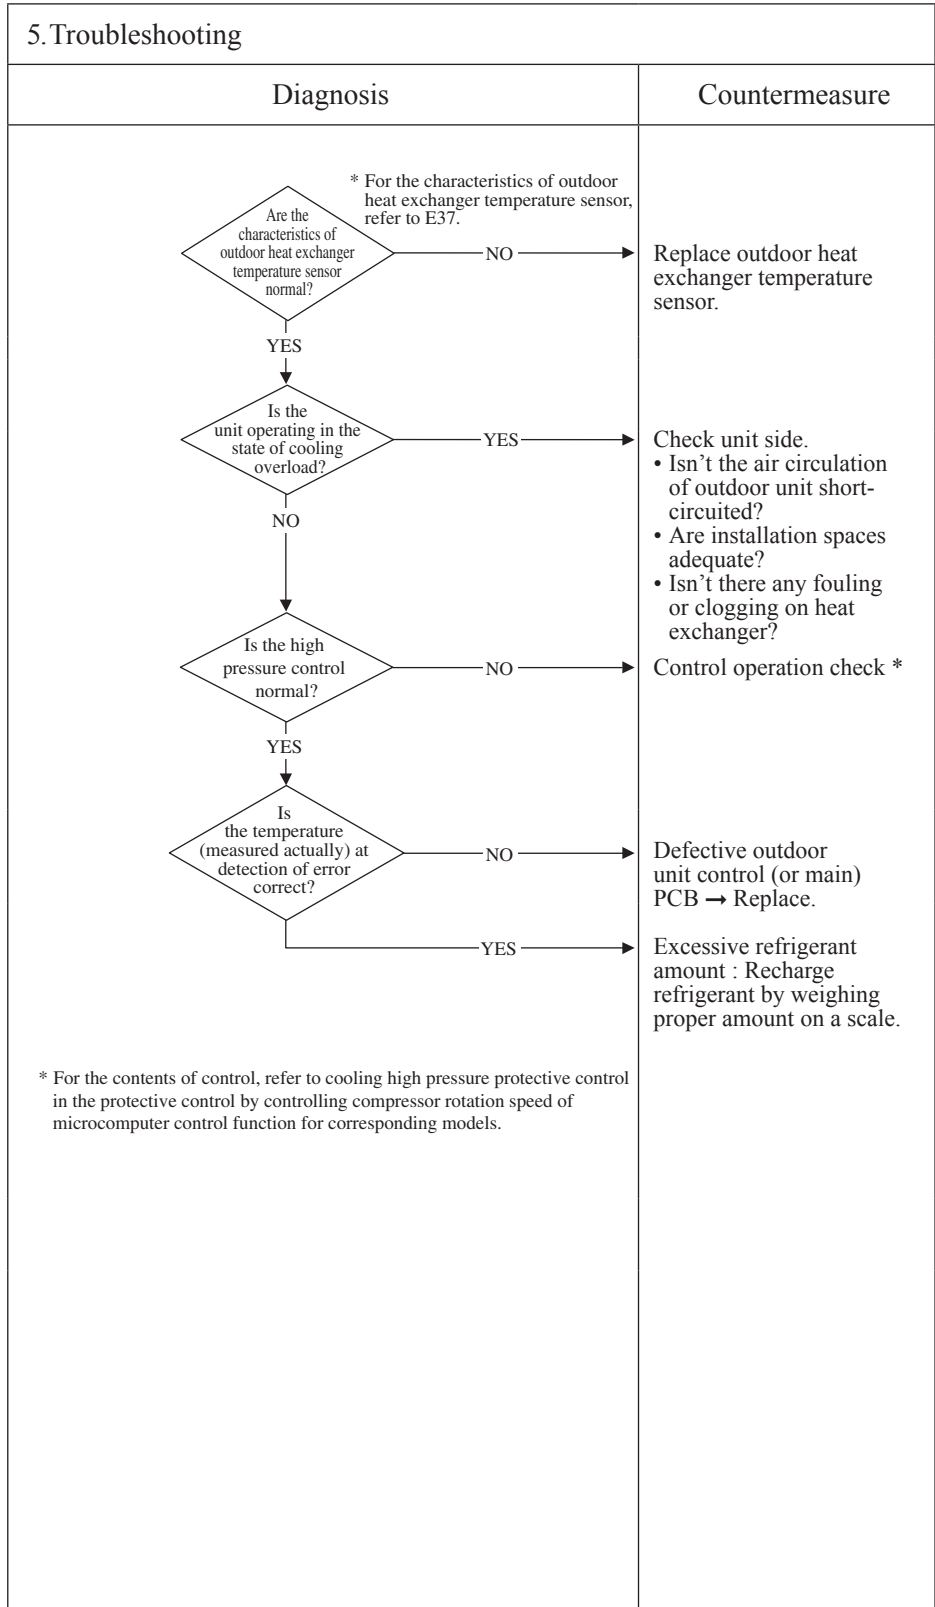 5.Troubleshooting
Diagnosis
Countermeasure
* For the characteristics of outdoor
heat exchanger temperature sensor,
refer to E37.
Are the
characteristics of
outdoor heat exchanger
temperature sensor
normal?
NO
Replace outdoor heat
exchanger temperature
sensor.
YES
Is the
unit operating in the
state of cooling
overload?
YES
Check unit side.
• Isn’t the air circulation
of outdoor unit short-
circuited?
• Are installation spaces
adequate?
• Isn’t there any fouling
or clogging on heat
exchanger?
NO
Is the high
pressure control
normal?
NO
Control operation check *
YES
Is
the temperature
(measured actually) at
detection of error
correct?
NO
Defective outdoor
unit control (or main)
PCB → Replace.
YES
Excessive refrigerant
amount : Recharge
refrigerant by weighing
proper amount on a scale.
* For the contents of control, refer to cooling high pressure protective control
in the protective control by controlling compressor rotation speed of
microcomputer control function for corresponding models.